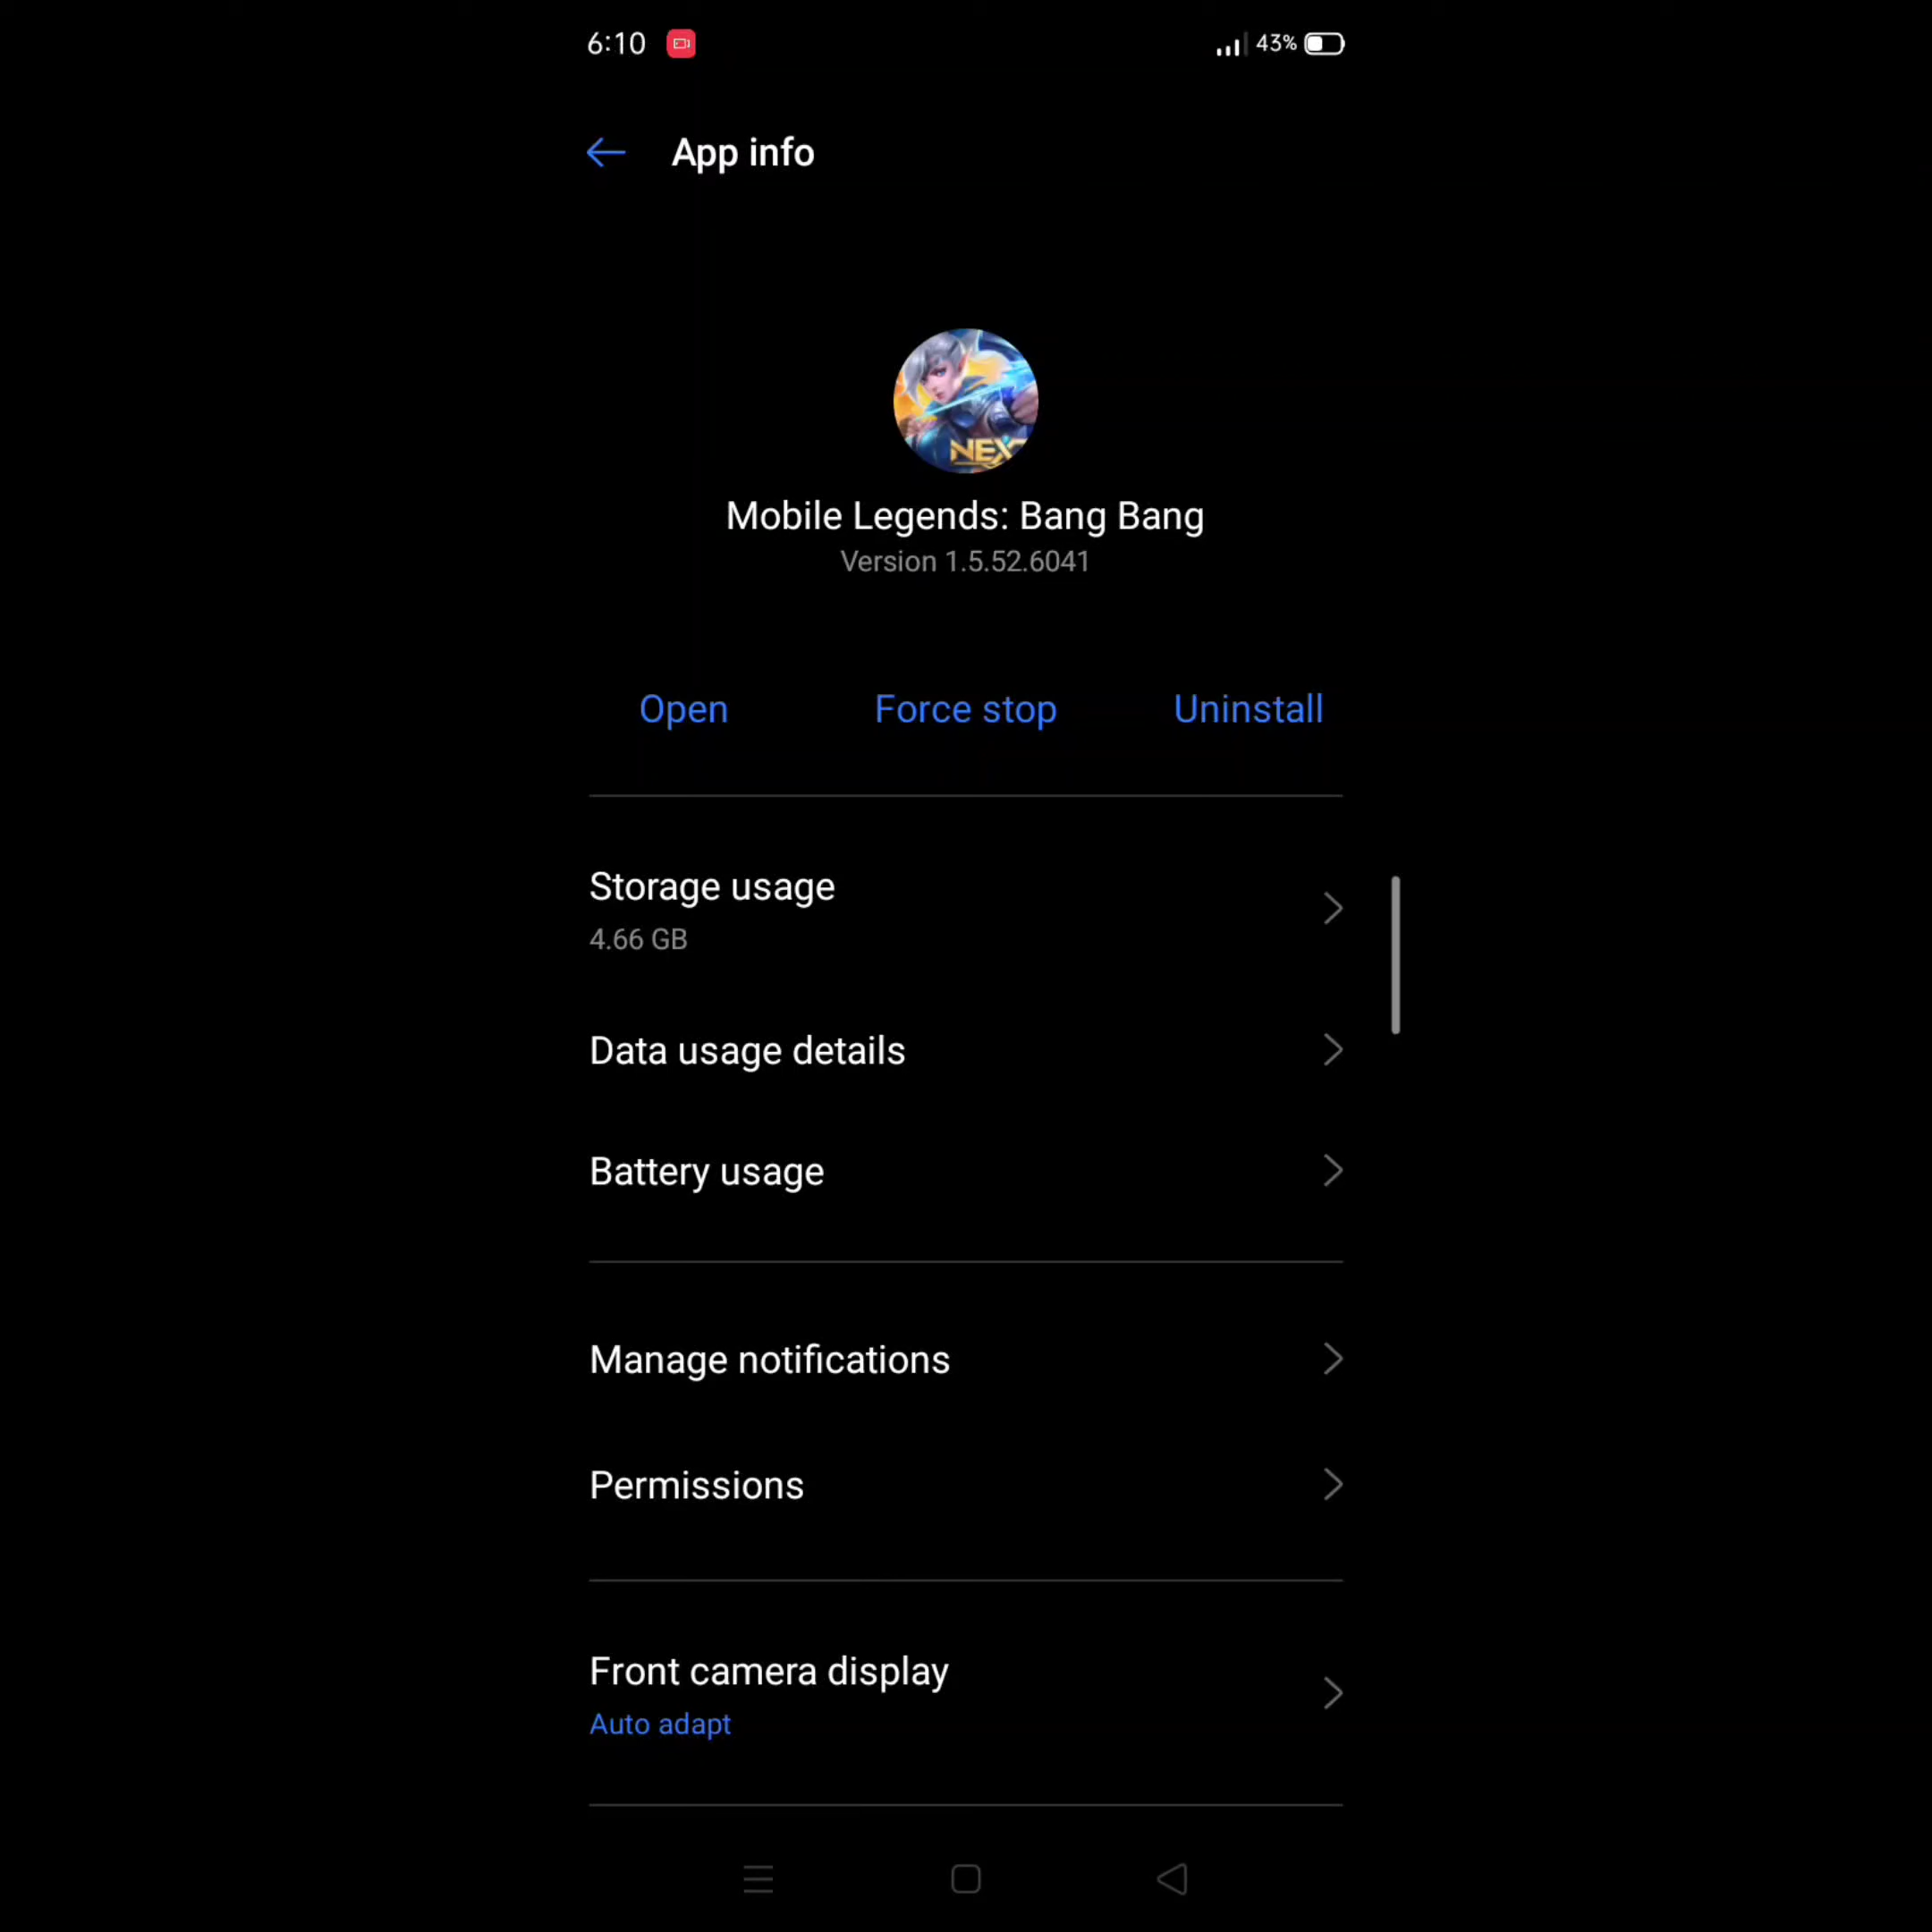 6:10 43%
App info
NEXT
Mobile Legends: Bang Bang
Version 1.5.52.6041
Open Force stop Uninstall
Storage usage
4.66 GB
Data usage details
Battery usage
Manage notifications
Permissions
Front camera display
Auto adapt